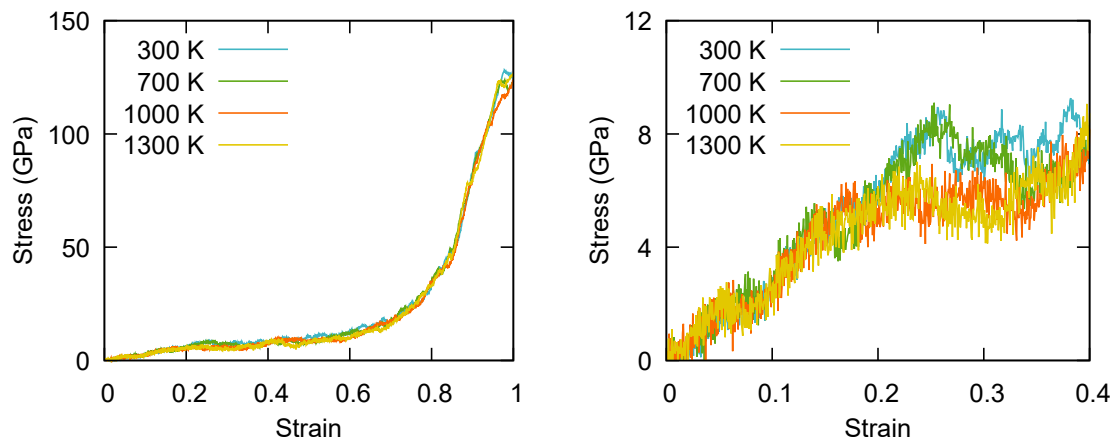 150
100
50
0
Stress (GPa)
300 K
700 K
1000 K
1300 K
0 0.2 0.4 0.6 0.8 1
Strain
12
8
4
0
Stress (GPa)
300 K
700 K
1000 K
1300 K
0 0.1 0.2 0.3 0.4
Strain